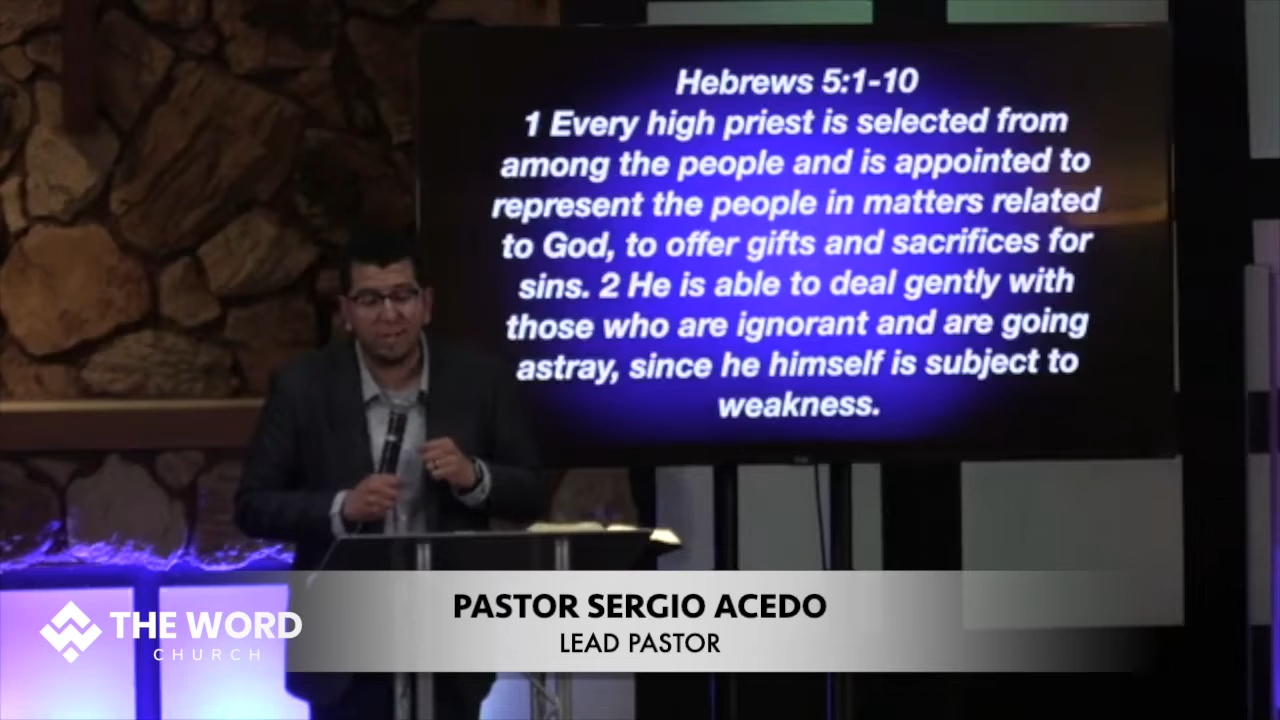 Hebrews 5:1-10
1 Every high priest is selected from
among the people and is appointed to
represent the people in matters related
to God, to offer gifts and sacrifices for
sins. 2 He is able to deal gently with
those who are ignorant and are going
astray, since he himself is subject to
weakness.
PASTOR SERGIO ACEDO
LEAD PASTOR
THE WORD
CHURCH